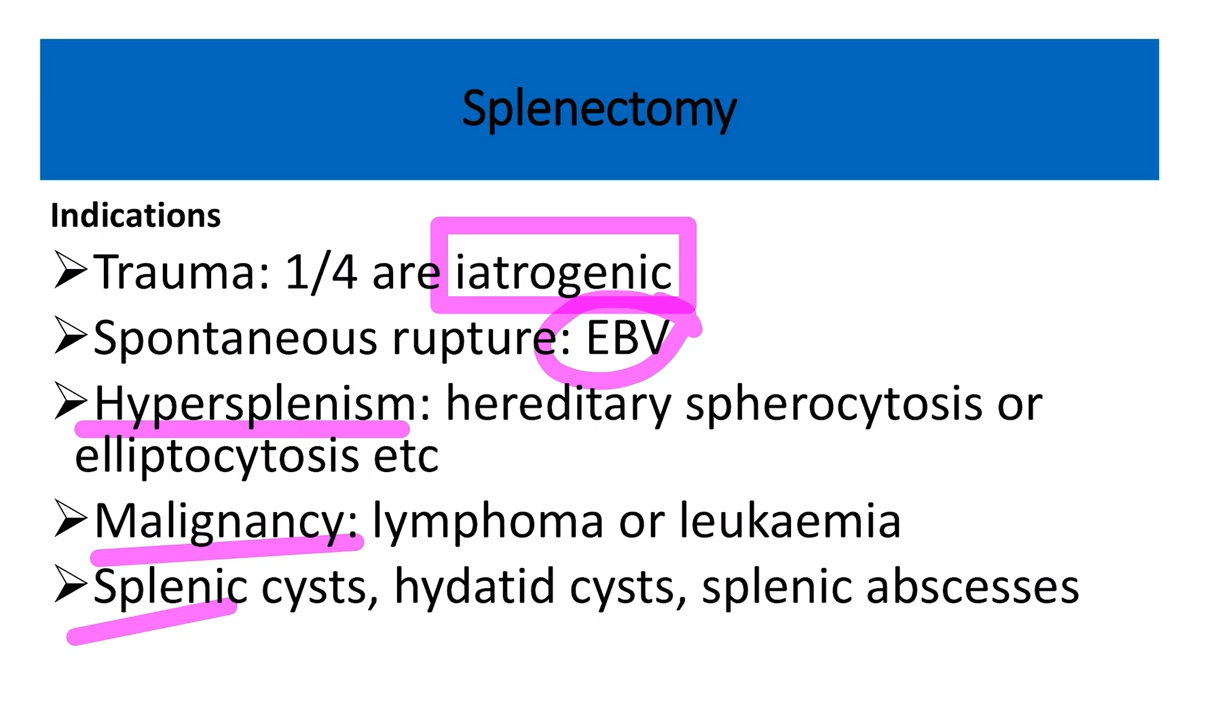 Splenectomy
Indications
➢Trauma: 1/4 are iatrogenic
➢Spontaneous rupture: EBV
➢Hypersplenism: hereditary spherocytosis or
elliptocytosis etc
➢Malignancy: lymphoma or leukaemia
➢Splenic cysts, hydatid cysts, splenic abscesses